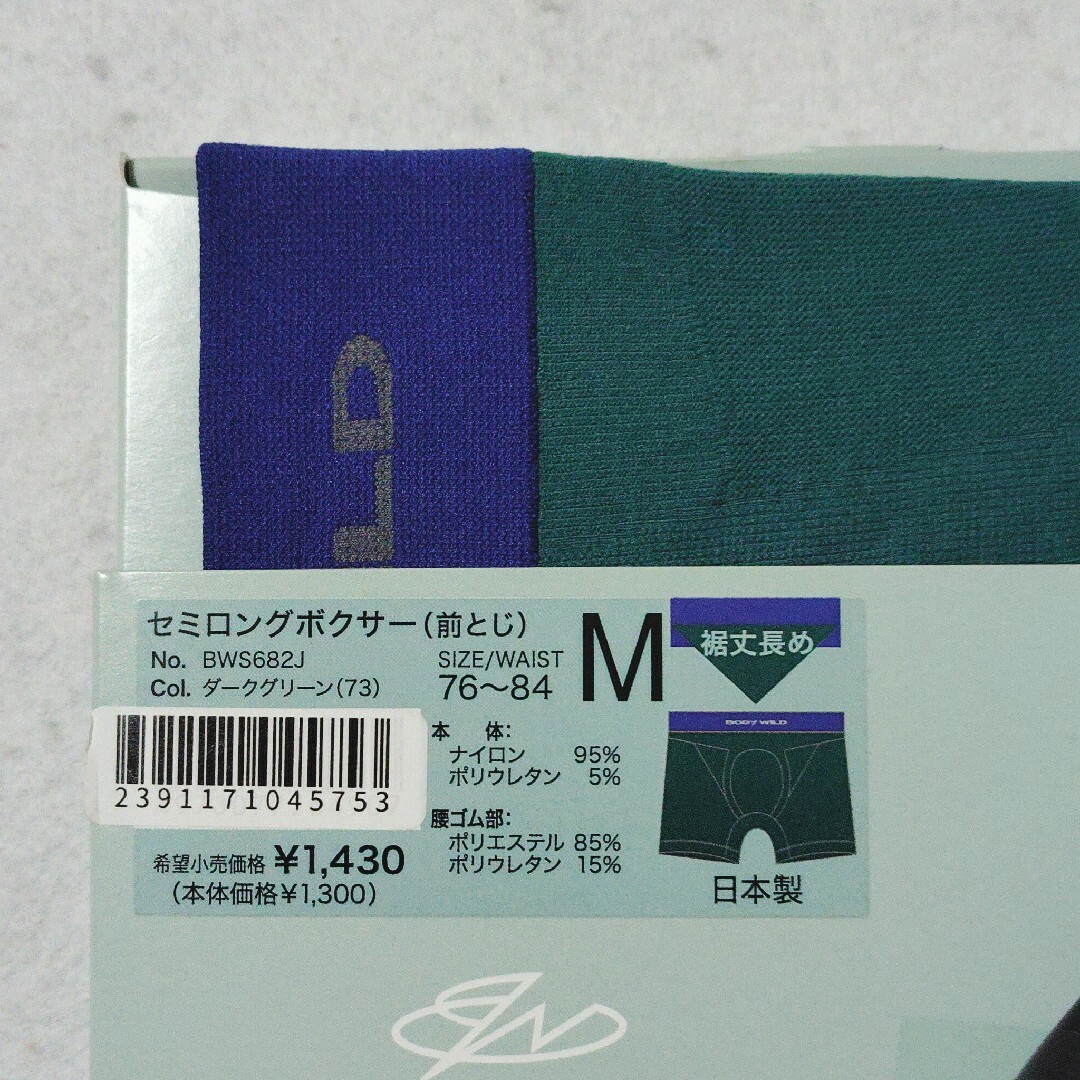 LD
セミロングボクサー(前とじ)
No. BWS682J
Col. ダークグリーン(73)
SIZE/WAIST
76〜84
M
裾丈長め
BODY WILD
本 体:
ナイロン 95%
ポリウレタン 5%
腰ゴム部:
ポリエステル 85%
ポリウレタン 15%
2391171045753
希望小売価格 ¥1,430
(本体価格¥1,300)
日本製